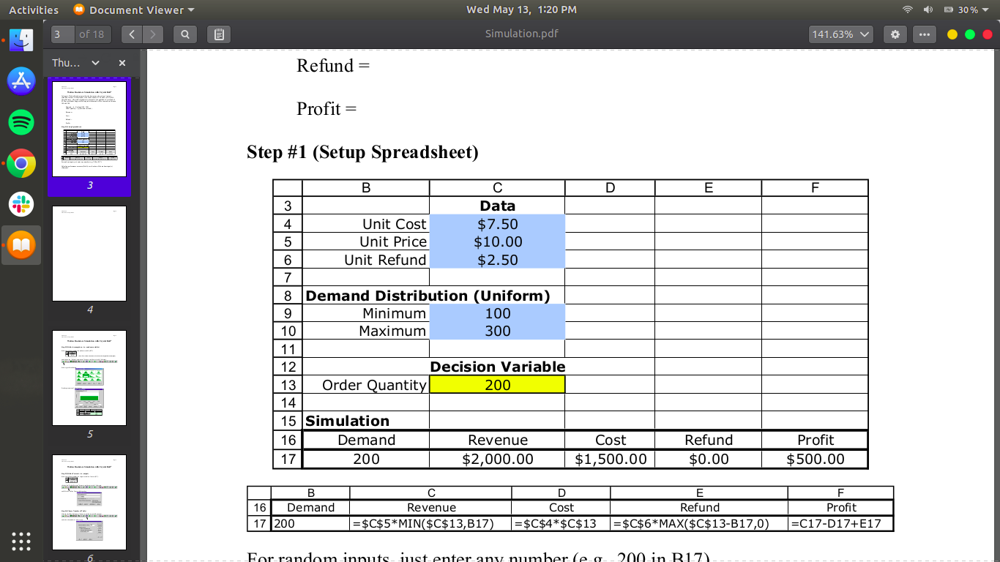 Activities Document Viewer Wed May 13, 1:20 PM 30%
3 of 18 Simulation.pdf 141.63%
Thu...
3
4
5
6
Refund =
Profit =
Step #1 (Setup Spreadsheet)
B C D E F
3 Data
4 Unit Cost $7.50
5 Unit Price $10.00
6 Unit Refund $2.50
7
8 Demand Distribution (Uniform)
9 Minimum 100
10 Maximum 300
11
12 Decision Variable
13 Order Quantity 200
14
15 Simulation
16 Demand Revenue Cost Refund Profit
17 200 $2,000.00 $1,500.00 $0.00 $500.00
B C D E F
16 Demand Revenue Cost Refund Profit
17 200 =$C$5*MIN($C$13,B17) =$C$4*$C$13 =$C$6*MAX($C$13-B17,0) =C17-D17+E17
For random inputs, just enter any number (e.g., 200 in B17)